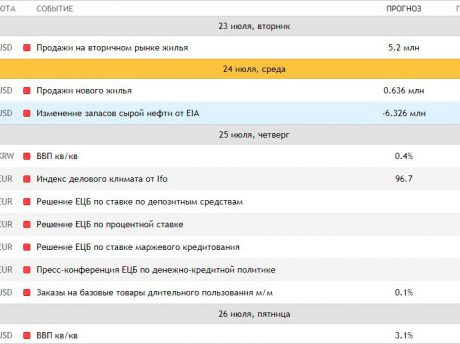 ЮТА СОБЫТИЕ ПРОГНОЗ П
23 июля, вторник
USD Продажи на вторичном рынке жилья 5.2 млн
24 июля, среда
USD Продажи нового жилья 0.636 млн
USD Изменение запасов сырой нефти от EIA -6.326 млн
25 июля, четверг
KRW ВВП кв/кв 0.4%
EUR Индекс делового климата от Ifo 96.7
EUR Решение ЕЦБ по ставке по депозитным средствам
EUR Решение ЕЦБ по процентной ставке
EUR Решение ЕЦБ по ставке маржевого кредитования
EUR Пресс-конференция ЕЦБ по денежно-кредитной политике
USD Заказы на базовые товары длительного пользования м/м 0.1%
26 июля, пятница
USD ВВП кв/кв 3.1%